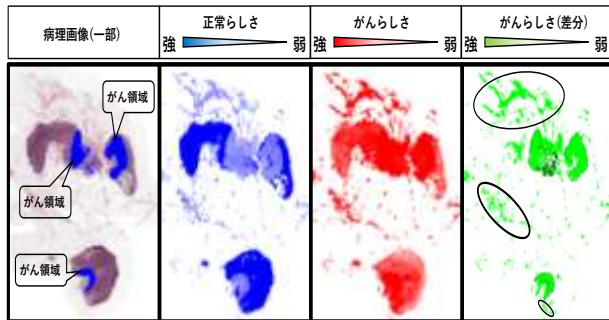 病理画像(一部)
正常らしさ
強 弱
がんらしさ
強 弱
がんらしさ(差分)
強 弱
がん領域
がん領域
がん領域